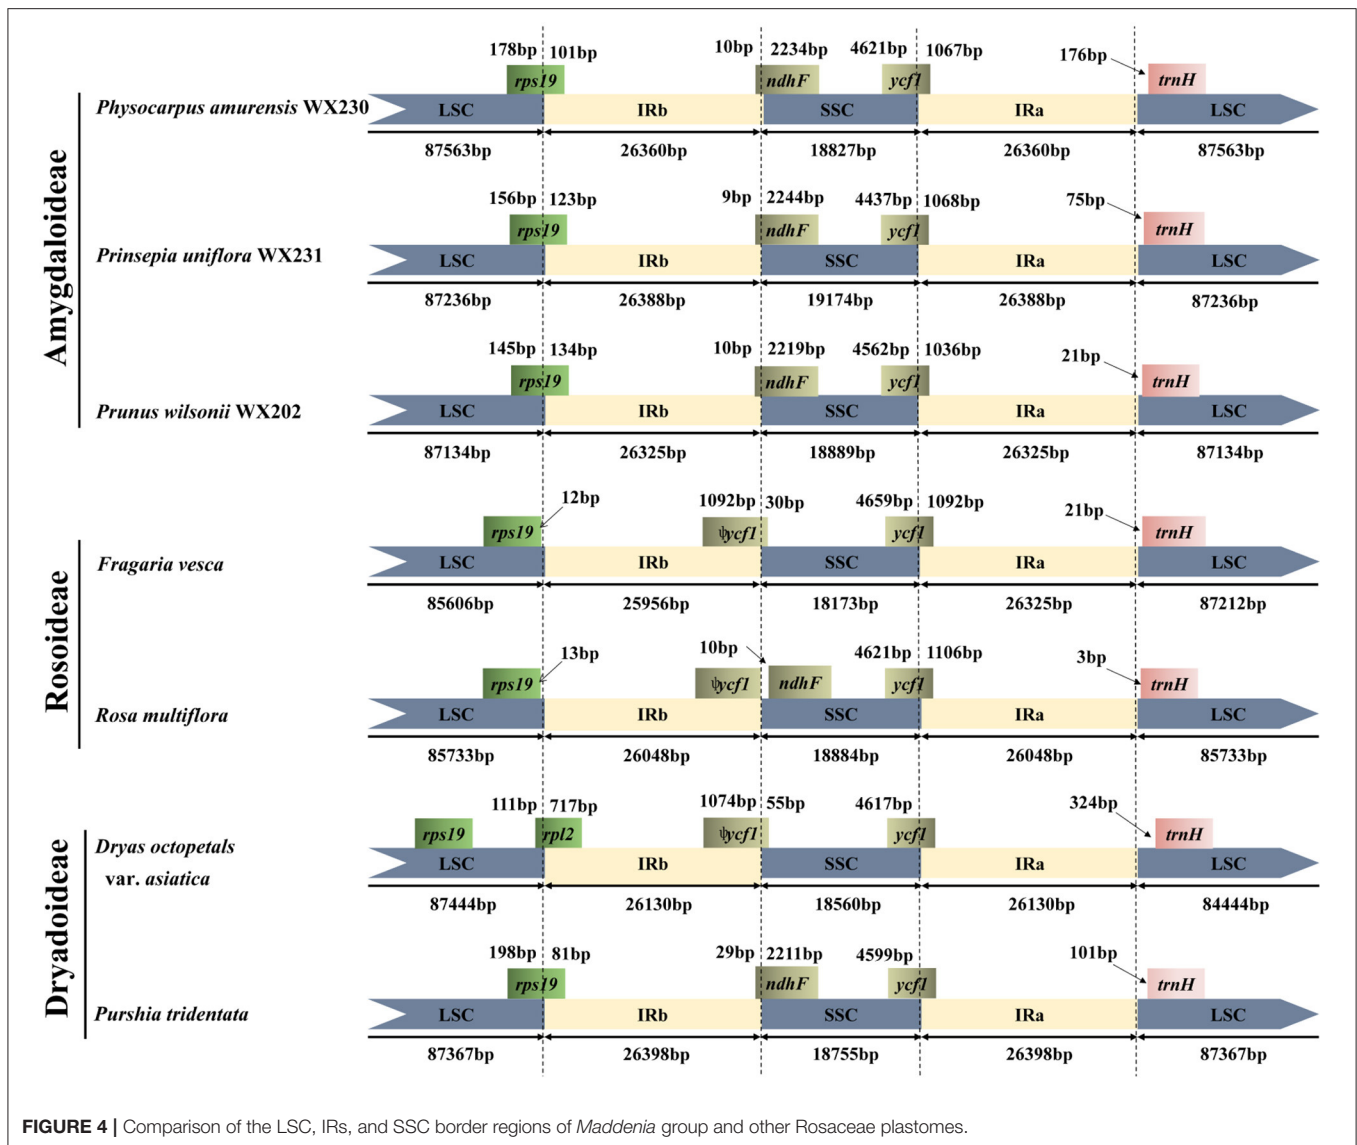 178bp 101bp 10bp 2234bp 4621bp 1067bp 176bp
rps19 ndhF ycf1 trnH
Physocarpus amurensis WX230 LSC IRb SSC IRa LSC
87563bp 26360bp 18827bp 26360bp 87563bp
Amygdaloideae
156bp 123bp 9bp 2244bp 4437bp 1068bp 75bp
rps19 ndhF ycf1 trnH
Prinsepia uniflora WX231 LSC IRb SSC IRa LSC
87236bp 26388bp 19174bp 26388bp 87236bp
145bp 134bp 10bp 2219bp 4562bp 1036bp 21bp
rps19 ndhF ycf1 trnH
Prunus wilsonii WX202 LSC IRb SSC IRa LSC
87134bp 26325bp 18889bp 26325bp 87134bp
12bp 1092bp 30bp 4659bp 1092bp 21bp
rps19 ψycf1 ycf1 trnH
Fragaria vesca LSC IRb SSC IRa LSC
85606bp 25956bp 18173bp 26325bp 87212bp
Rosoideae
13bp 10bp 4621bp 1106bp 3bp
rps19 ψycf1 ndhF ycf1 trnH
Rosa multiflora LSC IRb SSC IRa LSC
85733bp 26048bp 18884bp 26048bp 85733bp
111bp 717bp 1074bp 55bp 4617bp 324bp
rps19 rpl2 ψycf1 ycf1 trnH
Dryas octopetals LSC IRb SSC IRa LSC
var. asiatica
87444bp 26130bp 18560bp 26130bp 84444bp
Dryadoideae
198bp 81bp 29bp 2211bp 4599bp 101bp
rps19 ndhF ycf1 trnH
Purshia tridentata LSC IRb SSC IRa LSC
87367bp 26398bp 18755bp 26398bp 87367bp
FIGURE 4 | Comparison of the LSC, IRs, and SSC border regions of Maddenia group and other Rosaceae plastomes.